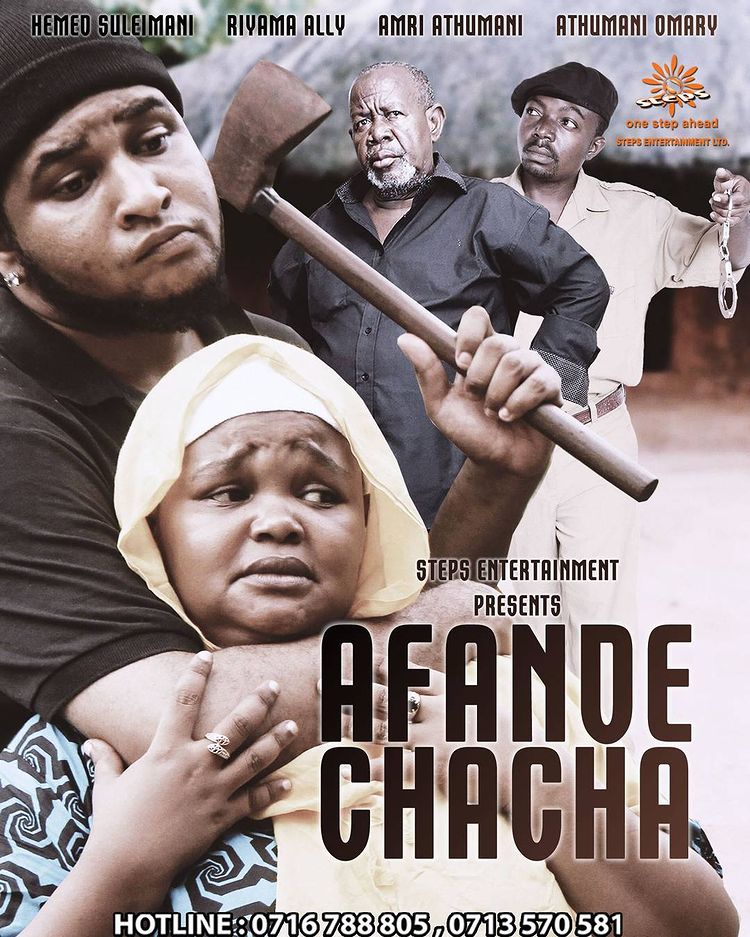 HEMED SULEIMANI RIYAMA ALLY AMRI ATHUMANI ATHUMANI OMARY
STEPS
one step ahead
STEPS ENTERTAINMENT LTD.
STEPS ENTERTAINMENT
PRESENTS
AFANDE
CHACHA
HOTLINE : 0716 788 805 , 0713 570 581